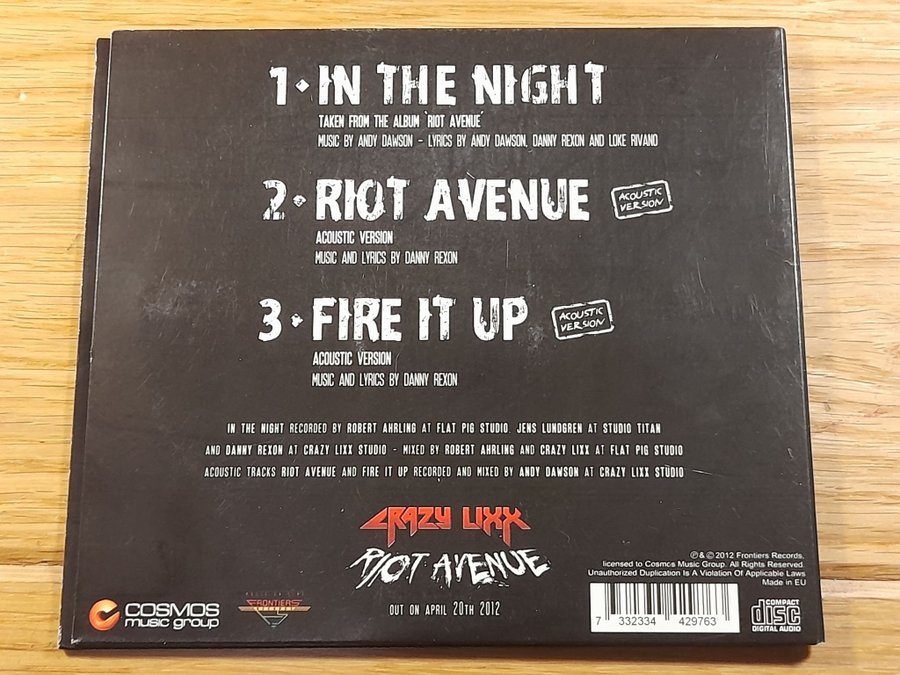 1 • IN THE NIGHT
TAKEN FROM THE ALBUM 'RIOT AVENUE'
MUSIC BY ANDY DAWSON - LYRICS BY ANDY DAWSON, DANNY REXON AND LOKE RIVANO
2 • RIOT AVENUE
ACOUSTIC
VERSION
ACOUSTIC VERSION
MUSIC AND LYRICS BY DANNY REXON
3 • FIRE IT UP
ACOUSTIC
VERSION
ACOUSTIC VERSION
MUSIC AND LYRICS BY DANNY REXON
IN THE NIGHT RECORDED BY ROBERT AHRLING AT FLAT PIG STUDIO, JENS LUNDGREN AT STUDIO TITAN
AND DANNY REXON AT CRAZY LIXX STUDIO - MIXED BY ROBERT AHRLING AND CRAZY LIXX AT FLAT PIG STUDIO
ACOUSTIC TRACKS RIOT AVENUE AND FIRE IT UP RECORDED AND MIXED BY ANDY DAWSON AT CRAZY LIXX STUDIO
CRAZY LIXX
RIOT AVENUE
OUT ON APRIL 20TH 2012
COSMOS
music group
FRONTIERS
RECORDS
℗ & © 2012 Frontiers Records,
licensed to Cosmos Music Group. All Rights Reserved.
Unauthorized Duplication Is A Violation Of Applicable Laws
Made in EU
7 332334 429763
COMPACT
disc
DIGITAL AUDIO